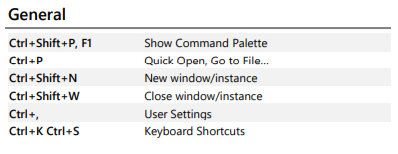 General
Ctrl+Shift+P, F1 Show Command Palette
Ctrl+P Quick Open, Go to File...
Ctrl+Shift+N New window/instance
Ctrl+Shift+W Close window/instance
Ctrl+, User Settings
Ctrl+K Ctrl+S Keyboard Shortcuts